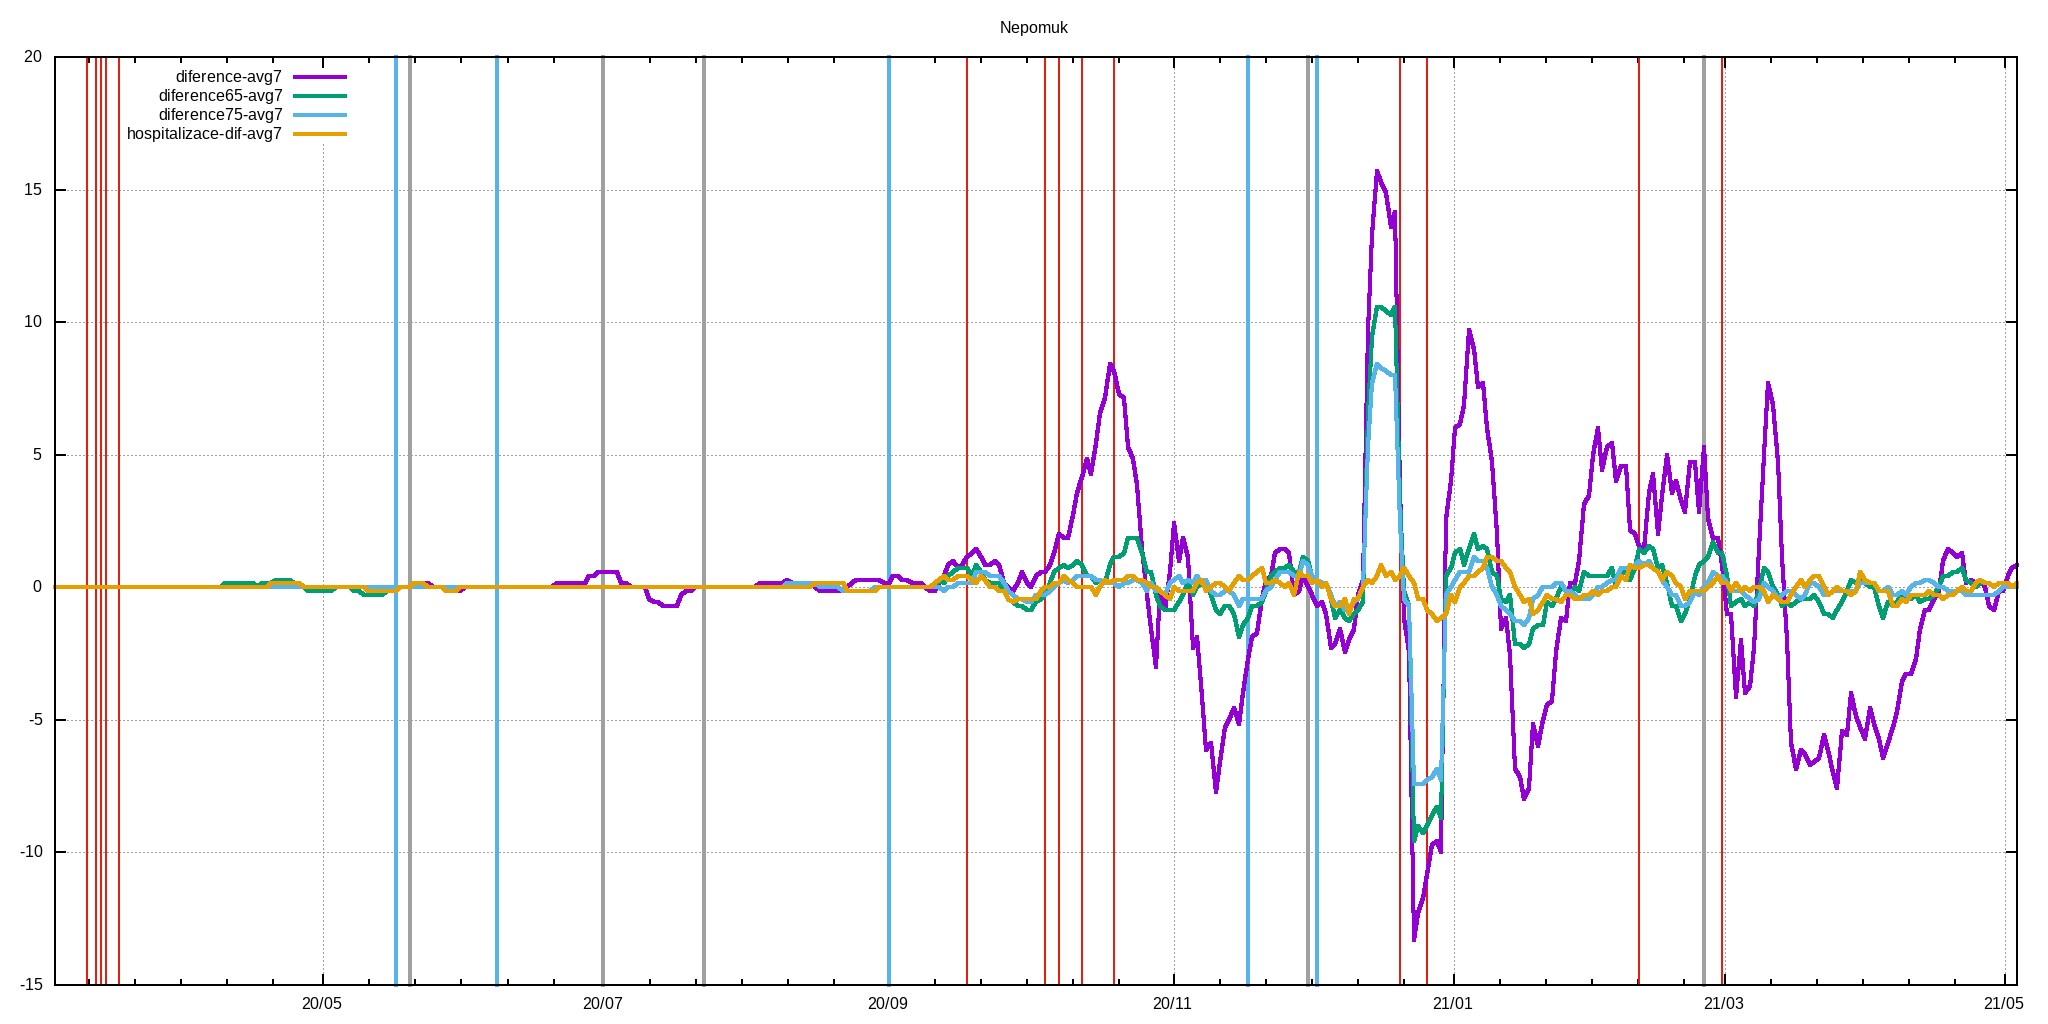 Nepomuk
20
diference-avg7
diference65-avg7
diference75-avg7
hospitalizace-dif-avg7
15
10
5
0
-5
-10
-15
20/05 20/07 20/09 20/11 21/01 21/03 21/05